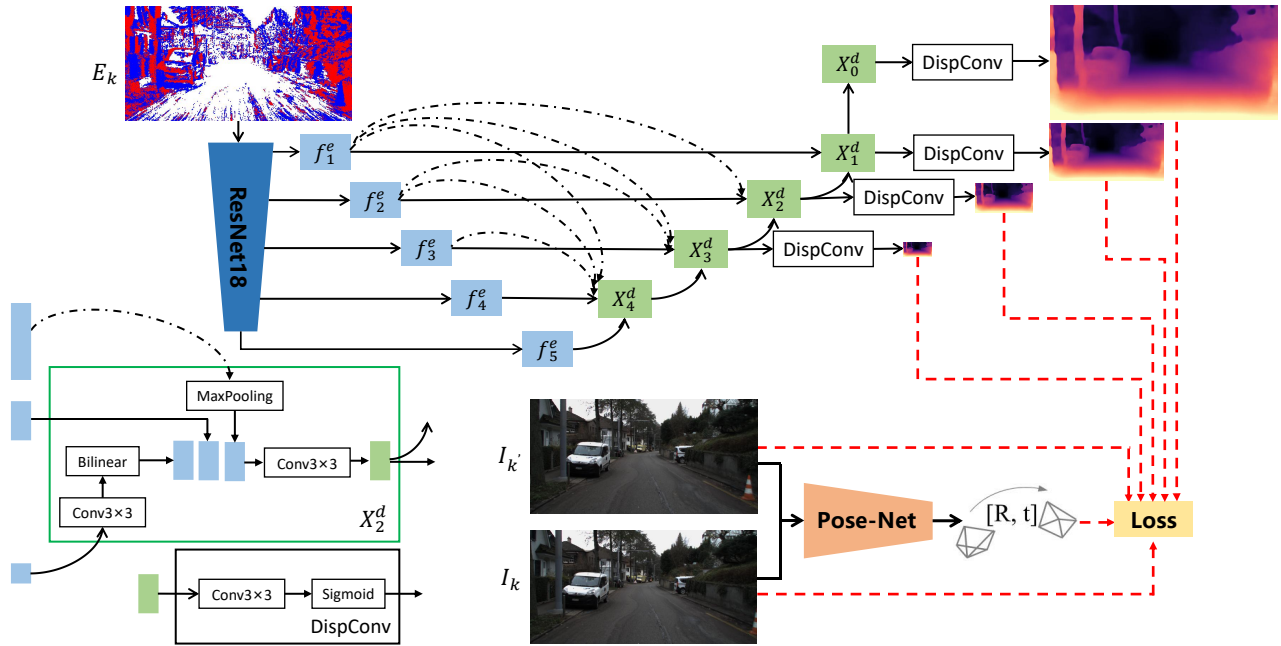 $E_k$
ResNet18
$f_1^e$
$f_2^e$
$f_3^e$
$f_4^e$
$f_5^e$
$X_0^d$
$X_1^d$
$X_2^d$
$X_3^d$
$X_4^d$
DispConv
DispConv
DispConv
DispConv
MaxPooling
Bilinear
Conv3×3
Conv3×3
$X_2^d$
Conv3×3
Sigmoid
DispConv
$I_{k'}$
$I_k$
Pose-Net
[R, t]
Loss